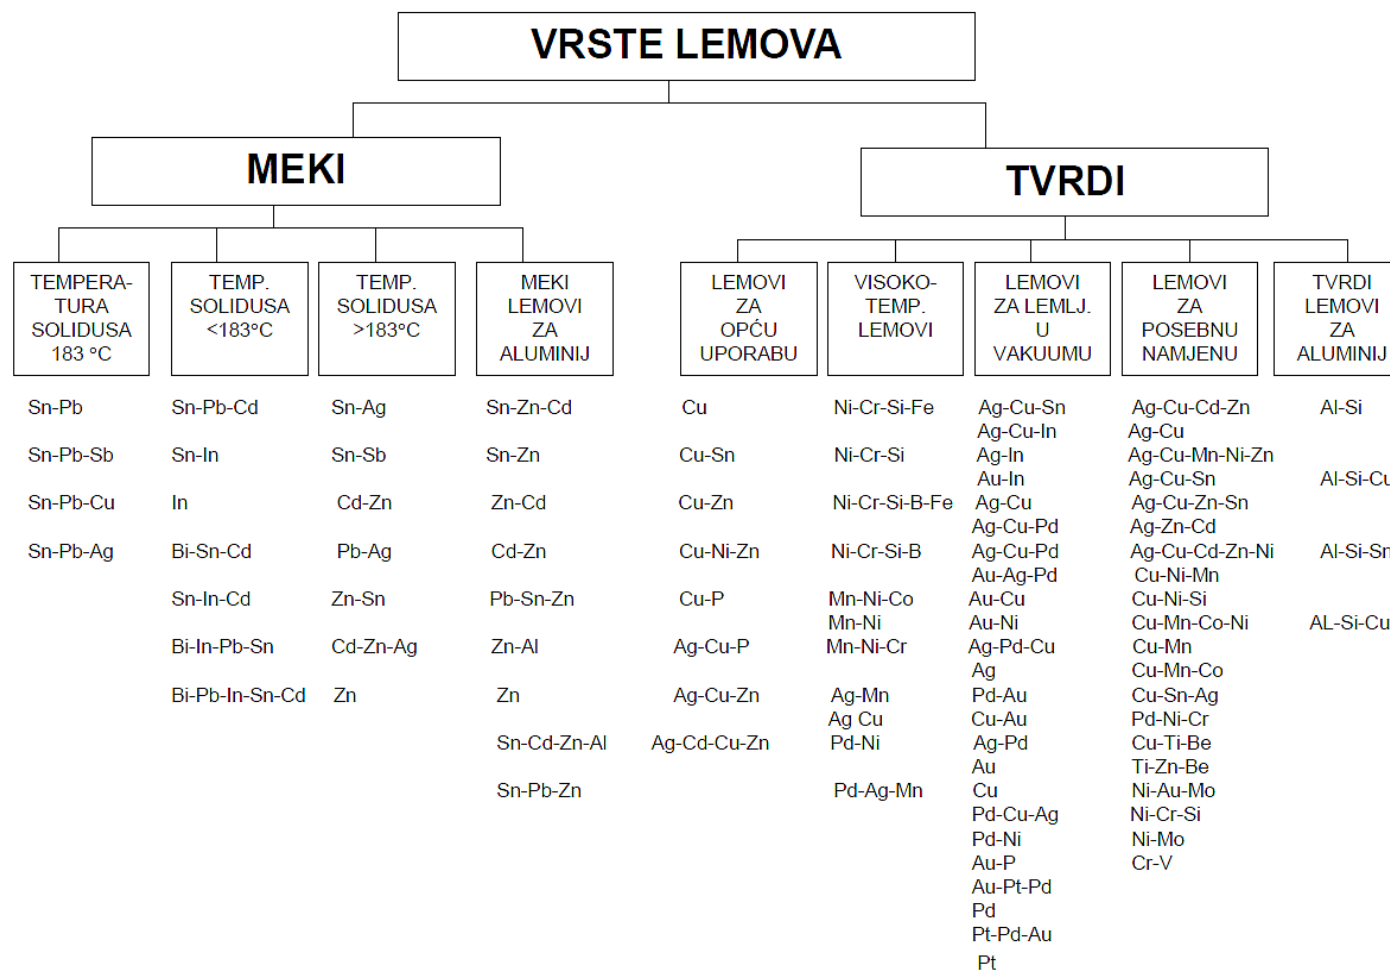 VRSTE LEMOVA
MEKI
TVRDI
TEMPERA-
TURA
SOLIDUSA
183 °C
TEMP.
SOLIDUSA
<183°C
TEMP.
SOLIDUSA
>183°C
MEKI
LEMOVI
ZA
ALUMINIJ
LEMOVI
ZA
OPĆU
UPORABU
VISOKO-
TEMP.
LEMOVI
LEMOVI
ZA LEMLJ.
U
VAKUUMU
LEMOVI
ZA
POSEBNU
NAMJENU
TVRDI
LEMOVI
ZA
ALUMINIJ
Sn-Pb
Sn-Pb-Sb
Sn-Pb-Cu
Sn-Pb-Ag
Sn-Pb-Cd
Sn-In
In
Bi-Sn-Cd
Sn-In-Cd
Bi-In-Pb-Sn
Bi-Pb-In-Sn-Cd
Sn-Ag
Sn-Sb
Cd-Zn
Pb-Ag
Zn-Sn
Cd-Zn-Ag
Zn
Sn-Zn-Cd
Sn-Zn
Zn-Cd
Cd-Zn
Pb-Sn-Zn
Zn-Al
Zn
Sn-Cd-Zn-Al
Sn-Pb-Zn
Cu
Cu-Sn
Cu-Zn
Cu-Ni-Zn
Cu-P
Ag-Cu-P
Ag-Cu-Zn
Ag-Cd-Cu-Zn
Ni-Cr-Si-Fe
Ni-Cr-Si
Ni-Cr-Si-B-Fe
Ni-Cr-Si-B
Mn-Ni-Co
Mn-Ni
Mn-Ni-Cr
Ag-Mn
Ag Cu
Pd-Ni
Pd-Ag-Mn
Ag-Cu-Sn
Ag-Cu-In
Ag-In
Au-In
Ag-Cu
Ag-Cu-Pd
Ag-Cu-Pd
Au-Ag-Pd
Au-Cu
Au-Ni
Ag-Pd-Cu
Ag
Pd-Au
Cu-Au
Ag-Pd
Au
Cu
Pd-Cu-Ag
Pd-Ni
Au-P
Au-Pt-Pd
Pd
Pt-Pd-Au
Pt
Ag-Cu-Cd-Zn
Ag-Cu
Ag-Cu-Mn-Ni-Zn
Ag-Cu-Sn
Ag-Cu-Zn-Sn
Ag-Zn-Cd
Ag-Cu-Cd-Zn-Ni
Cu-Ni-Mn
Cu-Ni-Si
Cu-Mn-Co-Ni
Cu-Mn
Cu-Mn-Co
Cu-Sn-Ag
Pd-Ni-Cr
Cu-Ti-Be
Ti-Zn-Be
Ni-Au-Mo
Ni-Cr-Si
Ni-Mo
Cr-V
Al-Si
Al-Si-Cu
Al-Si-Sn
AL-Si-Cu